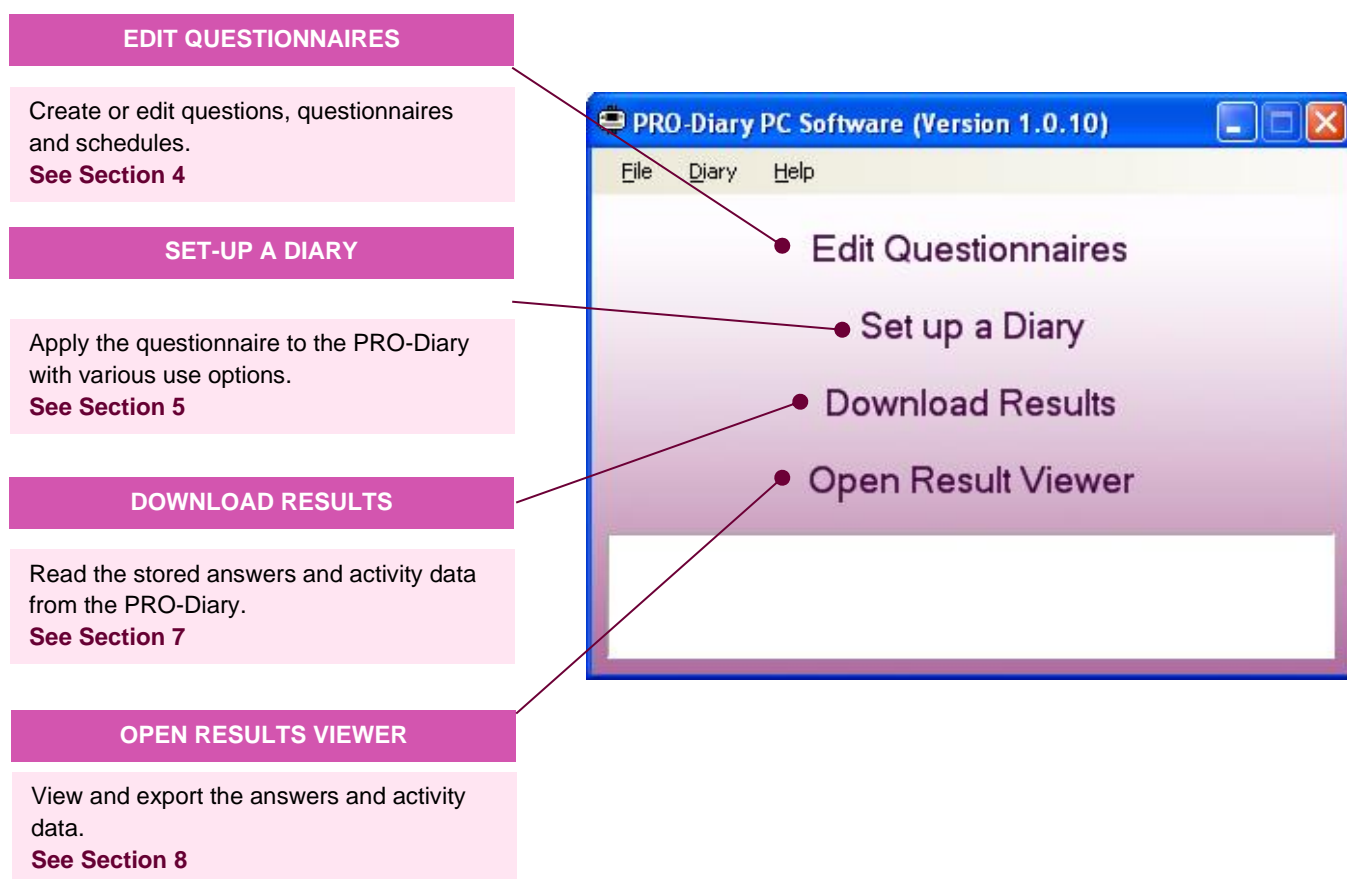 EDIT QUESTIONNAIRES
Create or edit questions, questionnaires
and schedules.
See Section 4
SET-UP A DIARY
Apply the questionnaire to the PRO-Diary
with various use options.
See Section 5
DOWNLOAD RESULTS
Read the stored answers and activity data
from the PRO-Diary.
See Section 7
OPEN RESULTS VIEWER
View and export the answers and activity
data.
See Section 8
PRO-Diary PC Software (Version 1.0.10)
File Diary Help
Edit Questionnaires
Set up a Diary
Download Results
Open Result Viewer